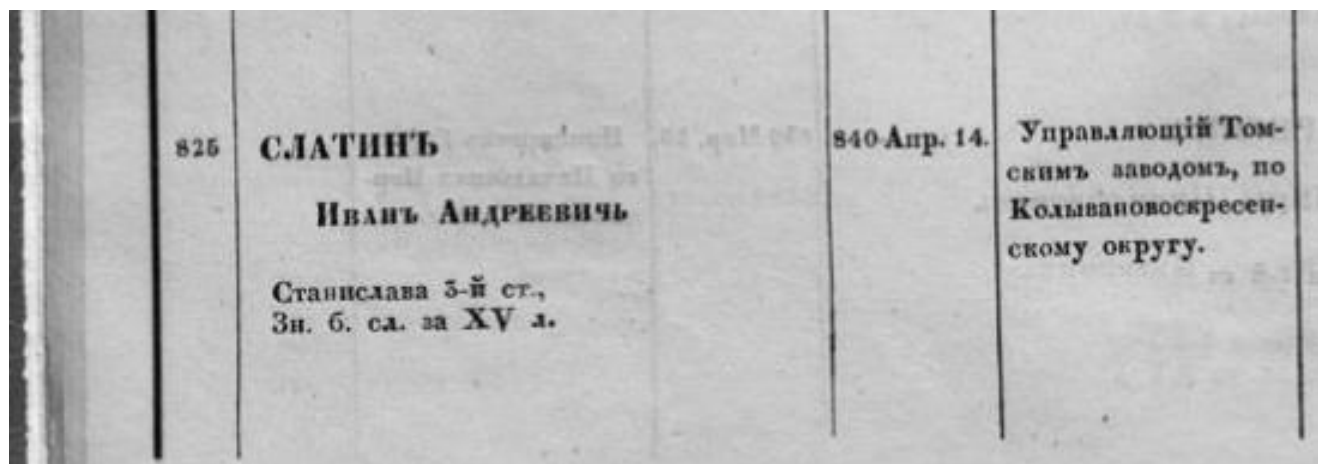 825
СЛАТИНЪ
Иванъ Андреевичь
Станислава 3-й ст.,
Зн. б. сл. за XV л.
840 Апр. 14.
Управляющій Том-
скимъ заводомъ, по
Колывановоскресен-
скому округу.